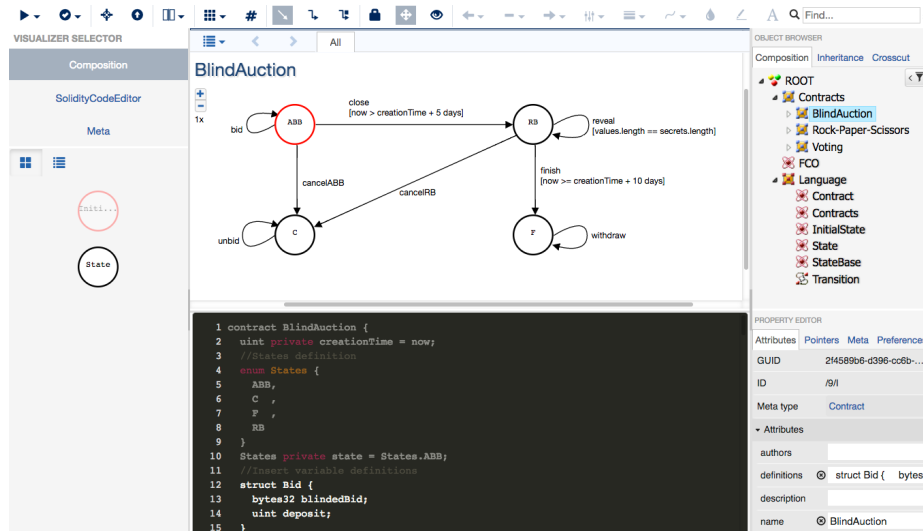 Find...
VISUALIZER SELECTOR
Composition
SolidityCodeEditor
Meta
Initi...
State
All
BlindAuction
1x
bid
ABB
close
[now > creationTime + 5 days]
RB
reveal
[values.length == secrets.length]
cancelABB
cancelRB
finish
[now >= creationTime + 10 days]
unbid
C
F
withdraw
1 contract BlindAuction {
2 uint private creationTime = now;
3 //States definition
4 enum States {
5 ABB,
6 C ,
7 F ,
8 RB
9 }
10 States private state = States.ABB;
11 //Insert variable definitions
12 struct Bid {
13 bytes32 blindedBid;
14 uint deposit;
15 }
OBJECT BROWSER
Composition Inheritance Crosscut
ROOT
Contracts
BlindAuction
Rock-Paper-Scissors
Voting
FCO
Language
Contract
Contracts
InitialState
State
StateBase
Transition
PROPERTY EDITOR
Attributes Pointers Meta Preferences
GUID 2f4589b6-d396-cc6b-...
ID /9/I
Meta type Contract
Attributes
authors
definitions struct Bid { bytes
description
name BlindAuction